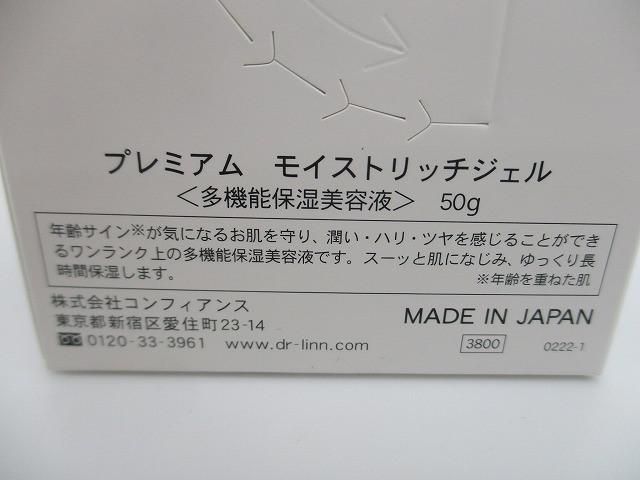 プレミアム　モイストリッチジェル
＜多機能保湿美容液＞　50g
年齢サイン※が気になるお肌を守り、潤い・ハリ・ツヤを感じることができ
るワンランク上の多機能保湿美容液です。スーッと肌になじみ、ゆっくり長
時間保湿します。　※年齢を重ねた肌
株式会社コンフィアンス
東京都新宿区愛住町23-14
0120-33-3961　www.dr-linn.com
MADE IN JAPAN
3800　0222-1